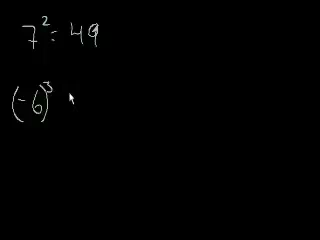 7² = 49
(-6)³